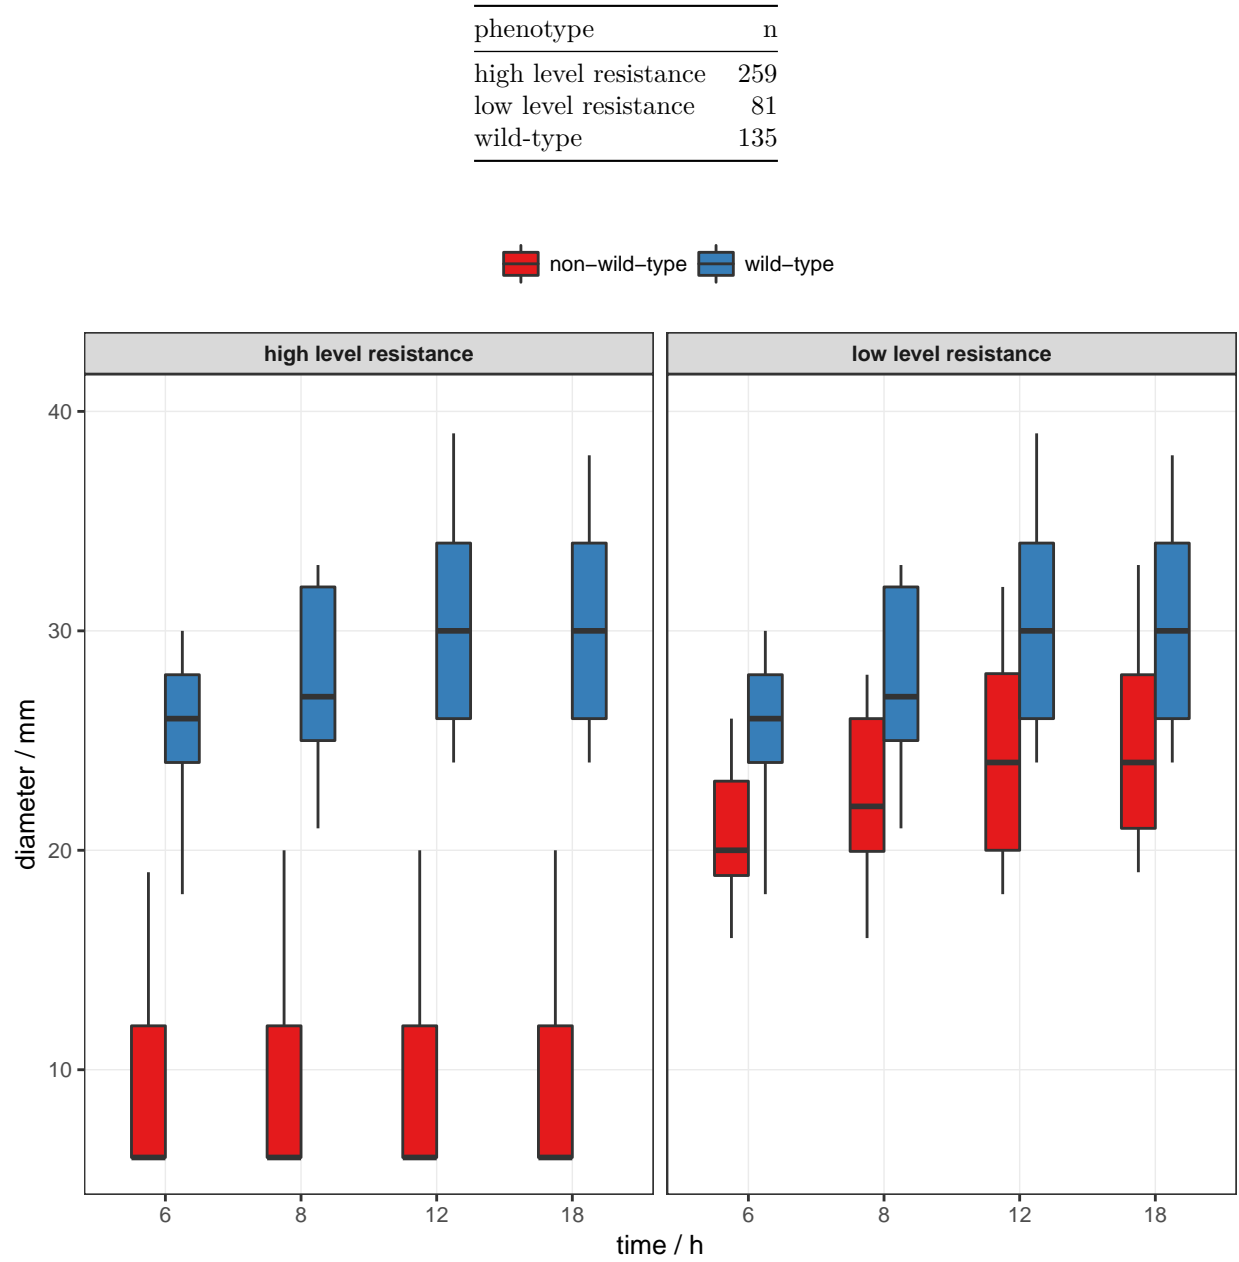 phenotype n
high level resistance 259
low level resistance 81
wild-type 135
non−wild−type wild−type
high level resistance low level resistance
40
30
20
10
diameter / mm
6 8 12 18 6 8 12 18
time / h